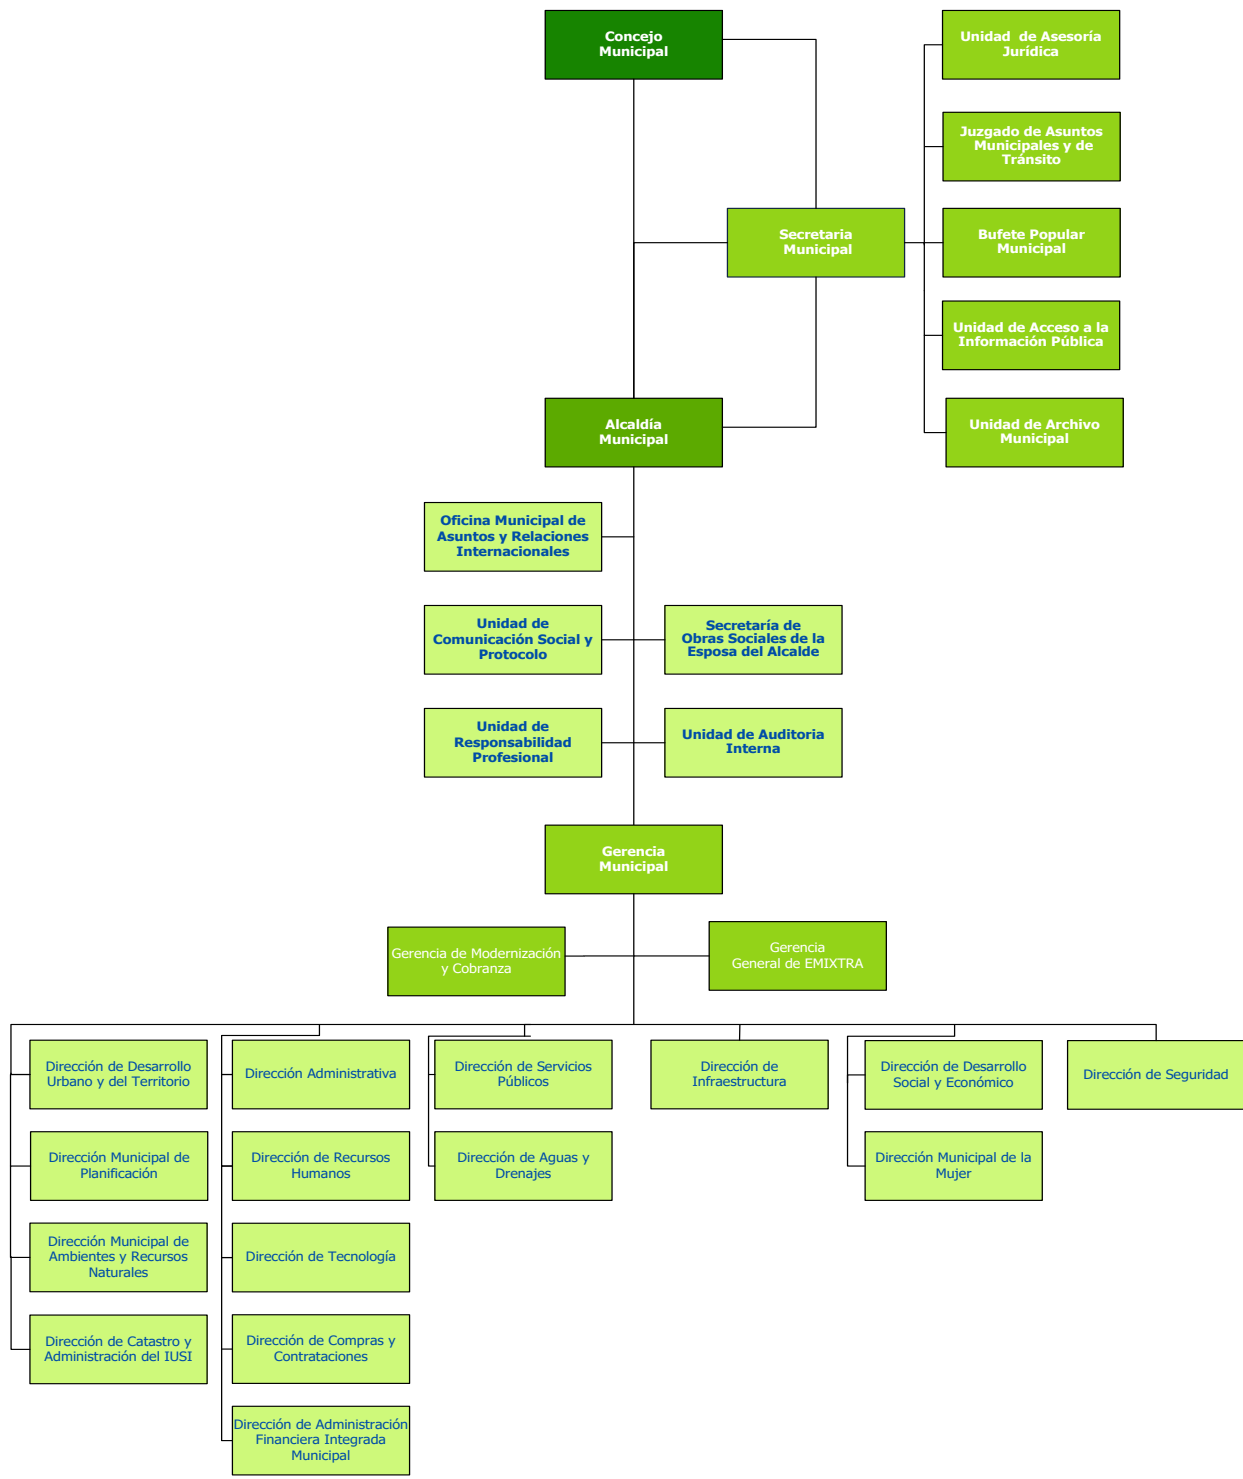 Concejo
Municipal
Unidad de Asesoría
Jurídica
Juzgado de Asuntos
Municipales y de
Tránsito
Secretaria
Municipal
Bufete Popular
Municipal
Unidad de Acceso a la
Información Pública
Alcaldía
Municipal
Unidad de Archivo
Municipal
Oficina Municipal de
Asuntos y Relaciones
Internacionales
Unidad de
Comunicación Social y
Protocolo
Secretaría de
Obras Sociales de la
Esposa del Alcalde
Unidad de
Responsabilidad
Profesional
Unidad de Auditoria
Interna
Gerencia
Municipal
Gerencia de Modernización
y Cobranza
Gerencia
General de EMIXTRA
Dirección de Desarrollo
Urbano y del Territorio
Dirección Administrativa
Dirección de Servicios
Públicos
Dirección de
Infraestructura
Dirección de Desarrollo
Social y Económico
Dirección de Seguridad
Dirección Municipal de
Planificación
Dirección de Recursos
Humanos
Dirección de Aguas y
Drenajes
Dirección Municipal de la
Mujer
Dirección Municipal de
Ambientes y Recursos
Naturales
Dirección de Tecnología
Dirección de Catastro y
Administración del IUSI
Dirección de Compras y
Contrataciones
Dirección de Administración
Financiera Integrada
Municipal